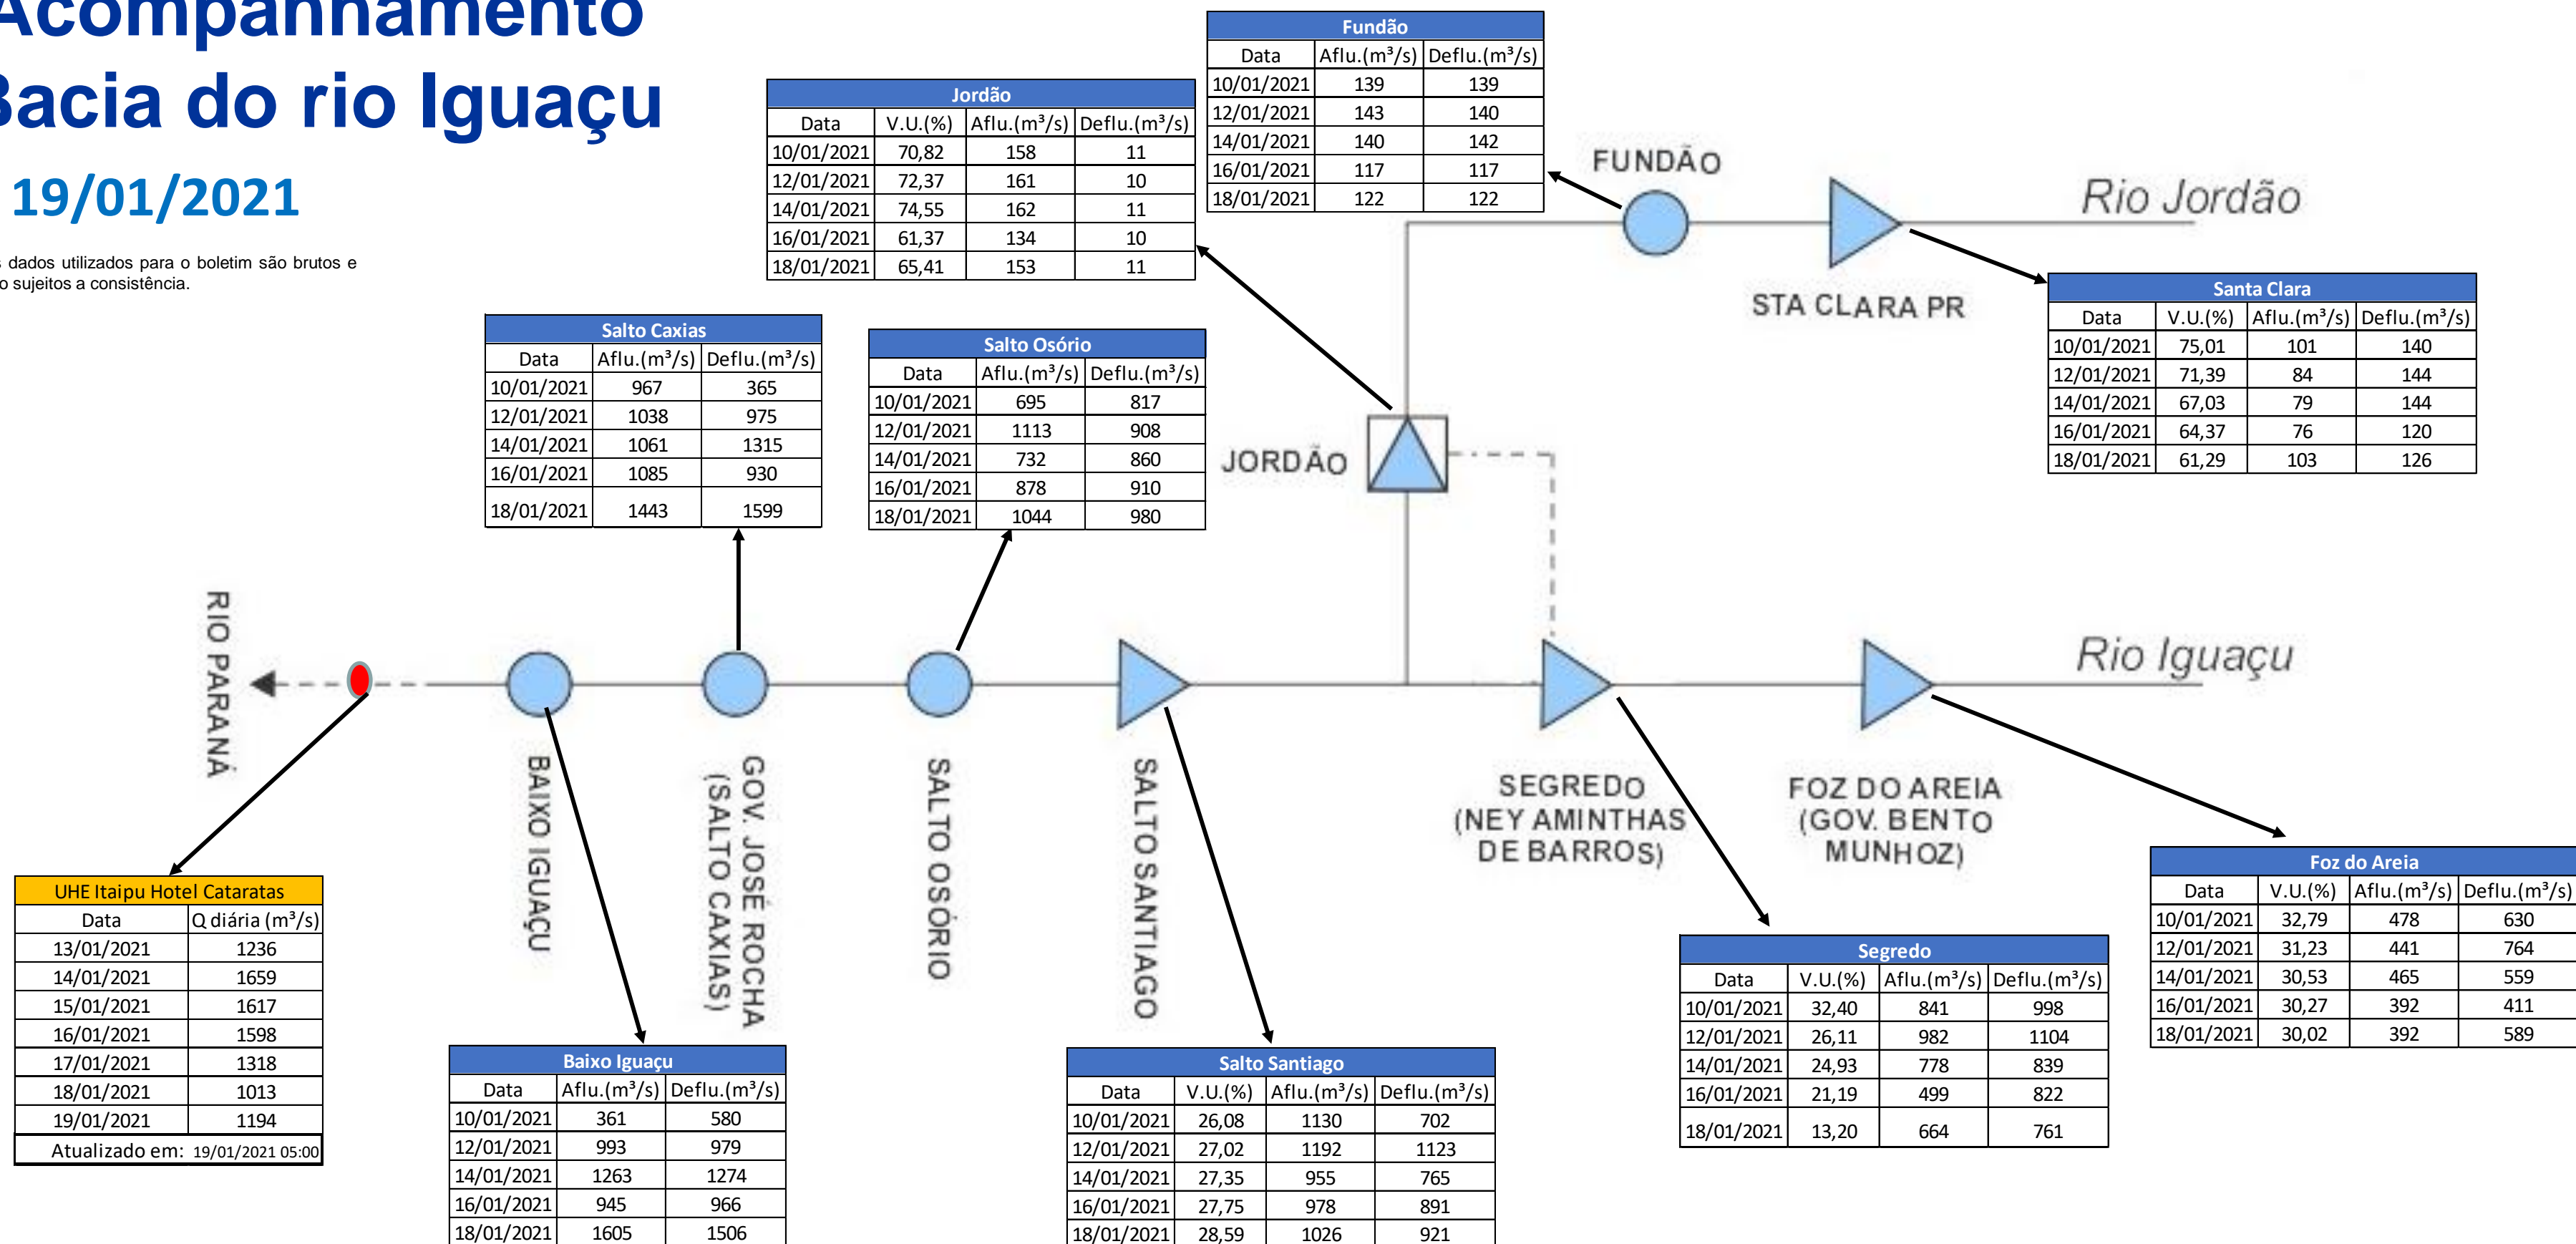 Acompanhamento
Bacia do rio Iguaçu
19/01/2021
dados utilizados para o boletim são brutos e
sujeitos a consistência.
Fundão
Data Aflu.(m³/s) Deflu.(m³/s)
10/01/2021 139 139
12/01/2021 143 140
14/01/2021 140 142
16/01/2021 117 117
18/01/2021 122 122
Jordão
Data V.U.(%) Aflu.(m³/s) Deflu.(m³/s)
10/01/2021 70,82 158 11
12/01/2021 72,37 161 10
14/01/2021 74,55 162 11
16/01/2021 61,37 134 10
18/01/2021 65,41 153 11
FUNDÃO
STA CLARA PR
Rio Jordão
Santa Clara
Data V.U.(%) Aflu.(m³/s) Deflu.(m³/s)
10/01/2021 75,01 101 140
12/01/2021 71,39 84 144
14/01/2021 67,03 79 144
16/01/2021 64,37 76 120
18/01/2021 61,29 103 126
Salto Caxias
Data Aflu.(m³/s) Deflu.(m³/s)
10/01/2021 967 365
12/01/2021 1038 975
14/01/2021 1061 1315
16/01/2021 1085 930
18/01/2021 1443 1599
Salto Osório
Data Aflu.(m³/s) Deflu.(m³/s)
10/01/2021 695 817
12/01/2021 1113 908
14/01/2021 732 860
16/01/2021 878 910
18/01/2021 1044 980
JORDÃO
RIO PARANÁ
BAIXO IGUAÇU
GOV. JOSÉ ROCHA
(SALTO CAXIAS)
SALTO OSÓRIO
SALTO SANTIAGO
SEGREDO
(NEY AMINTHAS
DE BARROS)
FOZ DO AREIA
(GOV. BENTO
MUNHOZ)
Rio Iguaçu
UHE Itaipu Hotel Cataratas
Data Q diária (m³/s)
13/01/2021 1236
14/01/2021 1659
15/01/2021 1617
16/01/2021 1598
17/01/2021 1318
18/01/2021 1013
19/01/2021 1194
Atualizado em: 19/01/2021 05:00
Baixo Iguaçu
Data Aflu.(m³/s) Deflu.(m³/s)
10/01/2021 361 580
12/01/2021 993 979
14/01/2021 1263 1274
16/01/2021 945 966
18/01/2021 1605 1506
Salto Santiago
Data V.U.(%) Aflu.(m³/s) Deflu.(m³/s)
10/01/2021 26,08 1130 702
12/01/2021 27,02 1192 1123
14/01/2021 27,35 955 765
16/01/2021 27,75 978 891
18/01/2021 28,59 1026 921
Segredo
Data V.U.(%) Aflu.(m³/s) Deflu.(m³/s)
10/01/2021 32,40 841 998
12/01/2021 26,11 982 1104
14/01/2021 24,93 778 839
16/01/2021 21,19 499 822
18/01/2021 13,20 664 761
Foz do Areia
Data V.U.(%) Aflu.(m³/s) Deflu.(m³/s)
10/01/2021 32,79 478 630
12/01/2021 31,23 441 764
14/01/2021 30,53 465 559
16/01/2021 30,27 392 411
18/01/2021 30,02 392 589